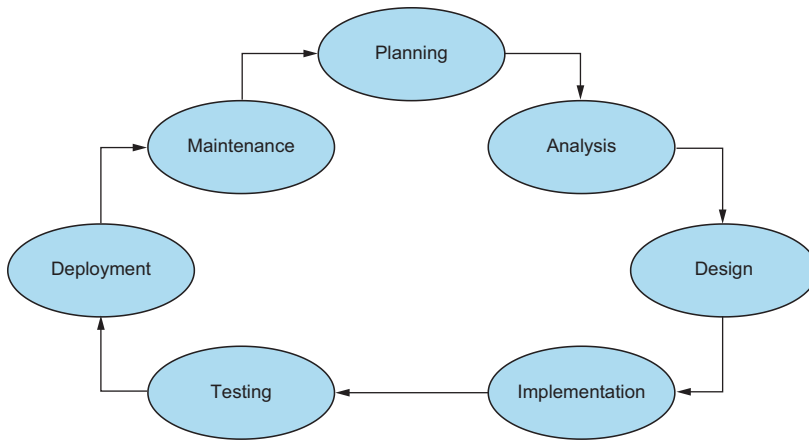 Planning
Analysis
Design
Implementation
Testing
Deployment
Maintenance